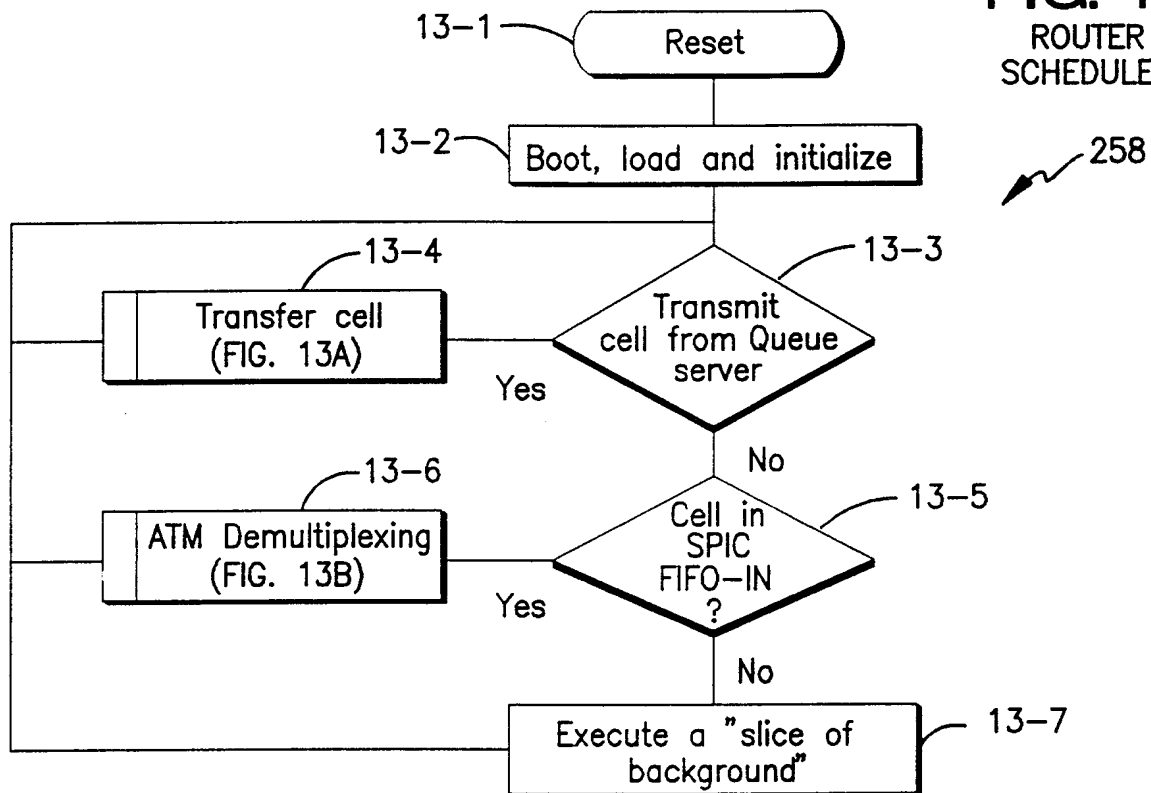 13-1
Reset
ROUTER
13-2
Boot, load and initialize
258
13-4
13-3
Transfer cell
(FIG. 13A)
Transmit
cell from Queue
server
Yes
No
13-6
13-5
ATM Demultiplexing
(FIG. 13B)
Cell in
SPIC
FIFO-IN
?
Yes
No
13-7
Execute a "slice of
background"